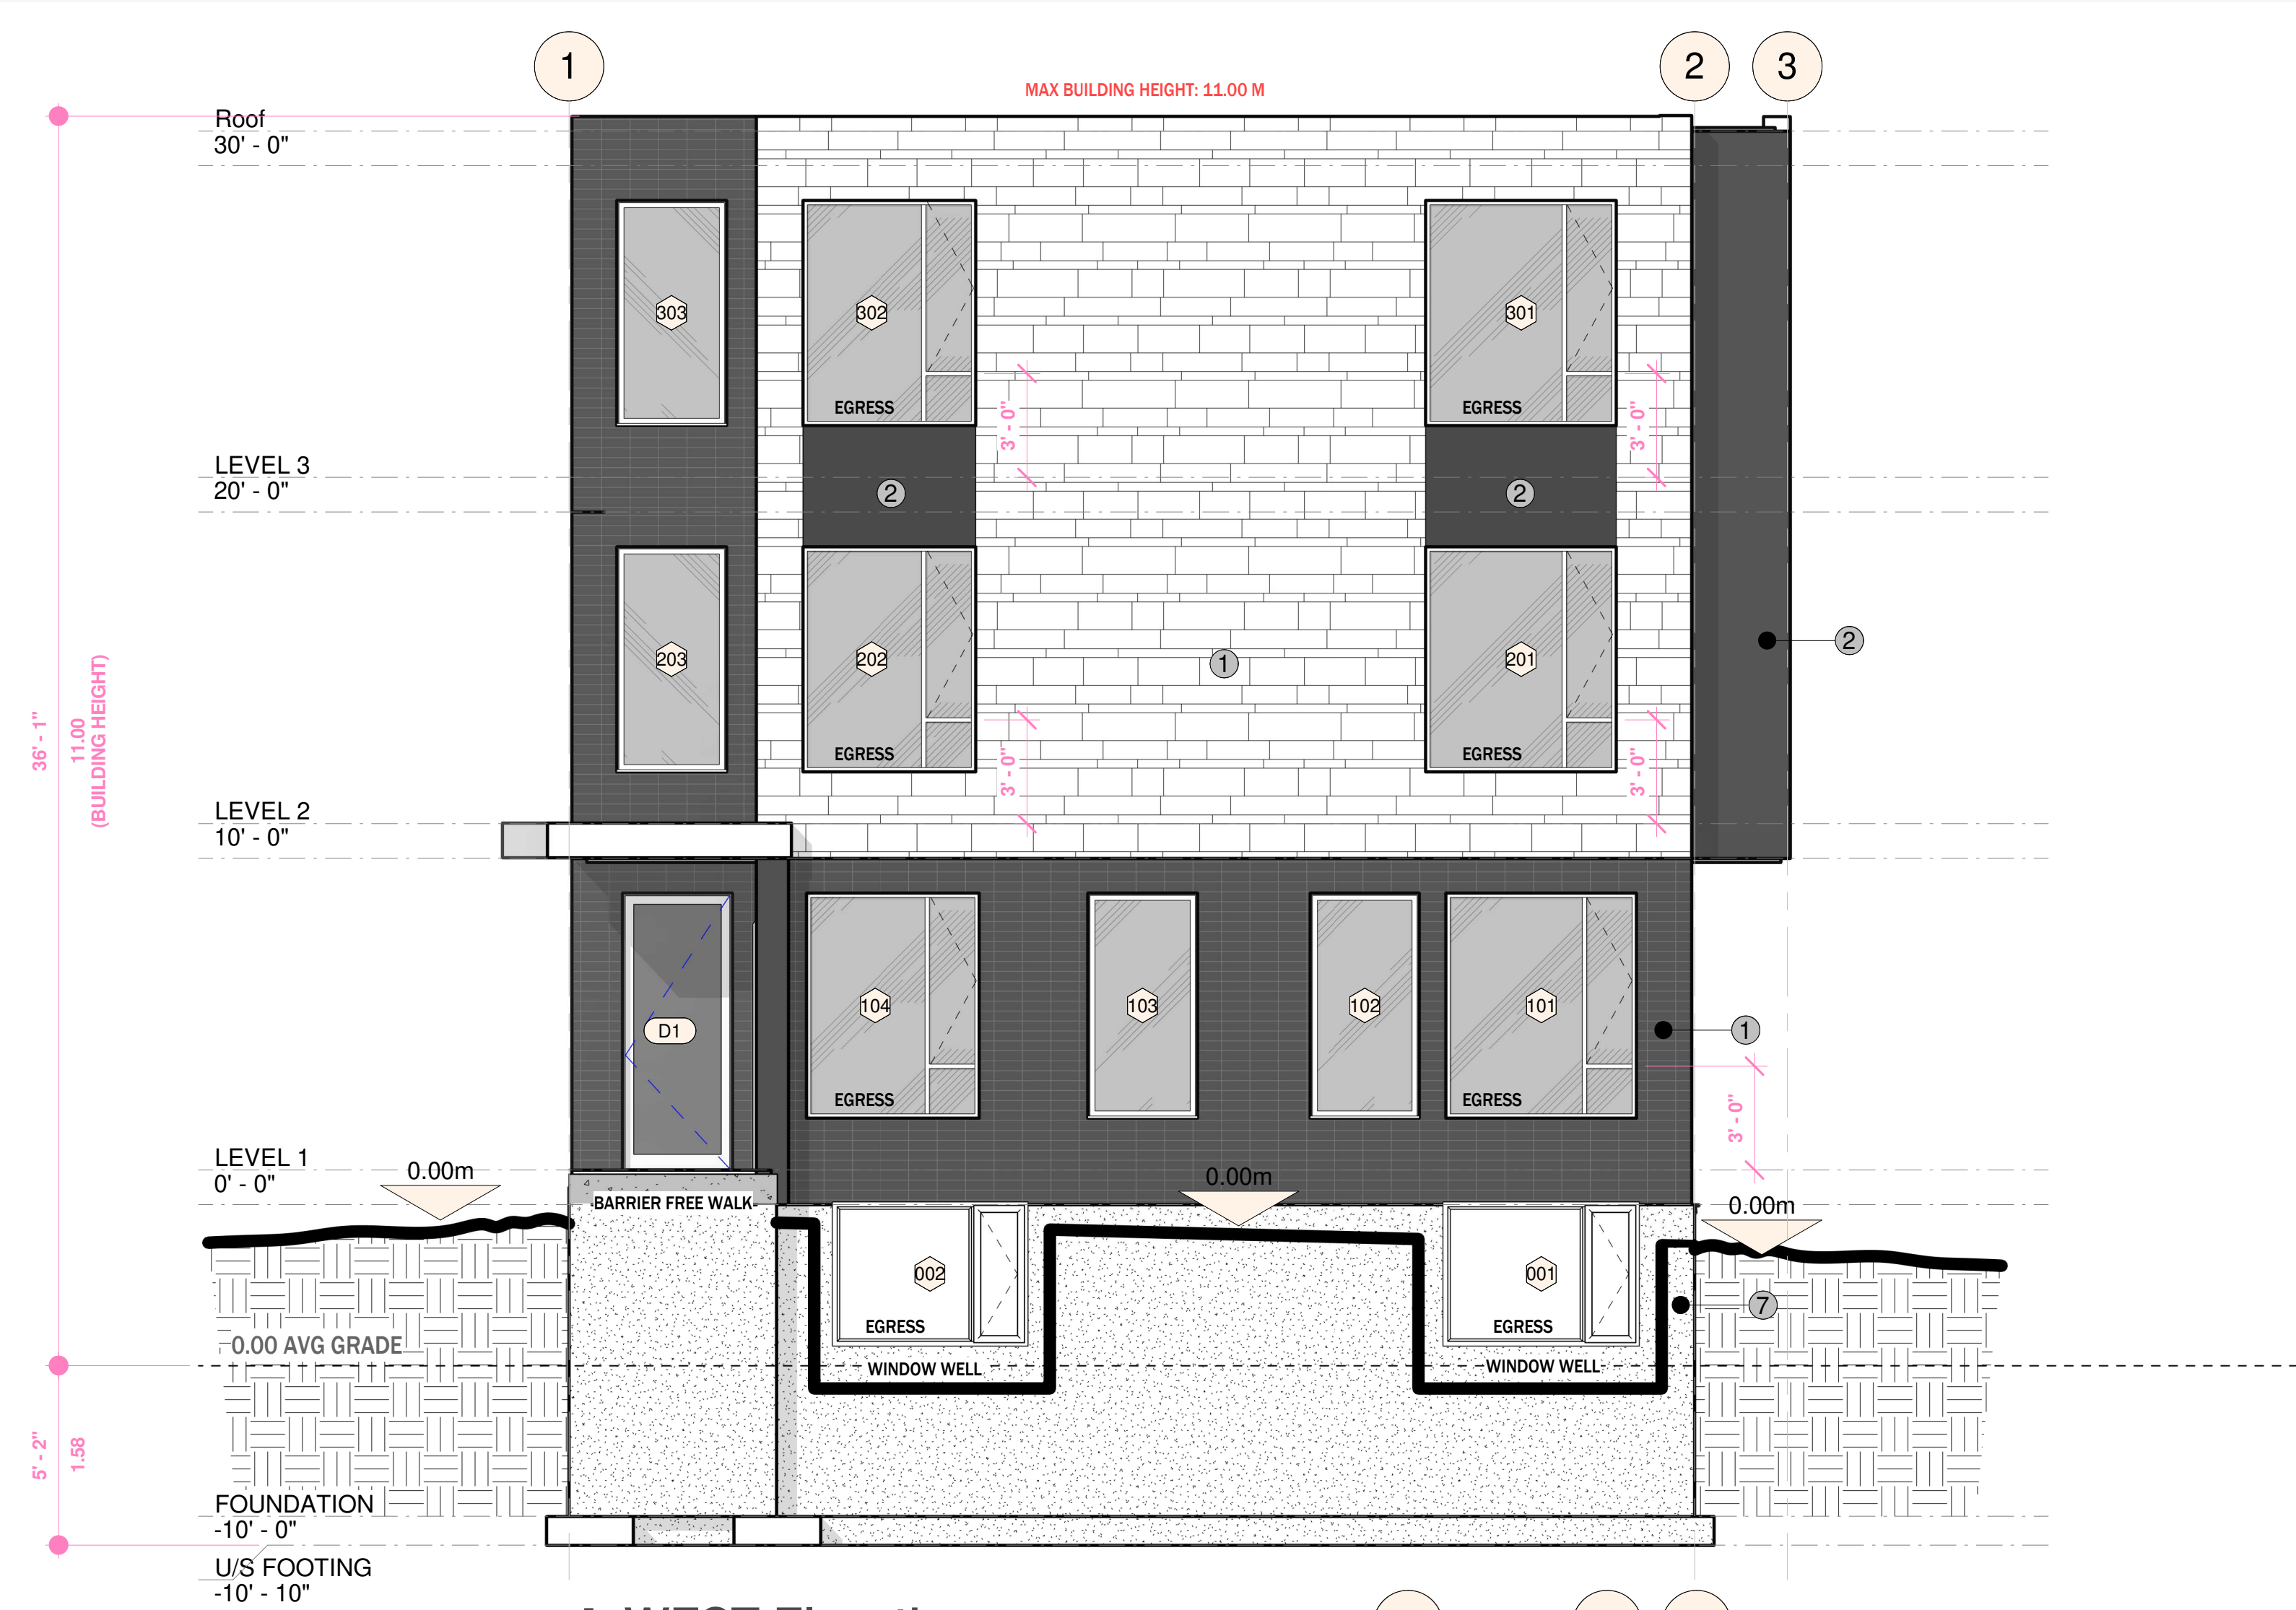 1
2
3
MAX BUILDING HEIGHT: 11.00 M
Roof
30' - 0"
303
302
301
EGRESS
EGRESS
3' - 0"
3' - 0"
LEVEL 3
20' - 0"
2
2
203
202
1
201
2
36' - 1"
11.00
(BUILDING HEIGHT)
EGRESS
EGRESS
3' - 0"
3' - 0"
LEVEL 2
10' - 0"
104
103
102
101
D1
1
EGRESS
EGRESS
3' - 0"
LEVEL 1
0' - 0"
0.00m
0.00m
BARRIER FREE WALK
0.00m
002
001
7
EGRESS
EGRESS
0.00 AVG GRADE
WINDOW WELL
WINDOW WELL
5' - 2"
1.58
FOUNDATION
-10' - 0"
U/S FOOTING
-10' - 10"